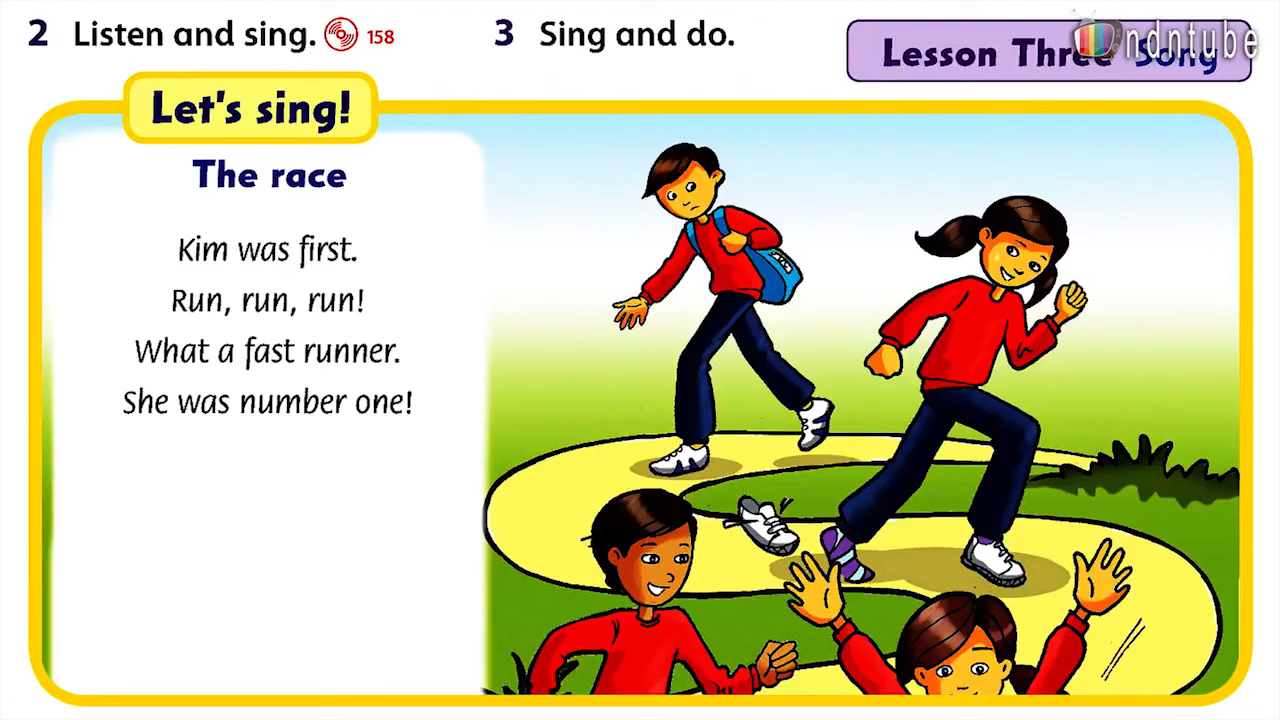 2 Listen and sing. 158
3 Sing and do.
Lesson Three Song
ndntube
Let's sing!
The race
Kim was first.
Run, run, run!
What a fast runner.
She was number one!